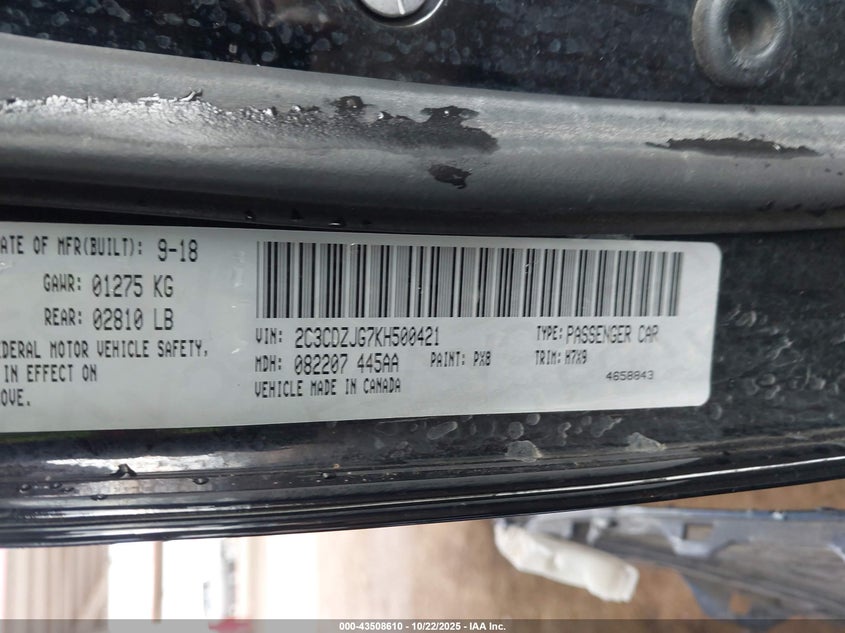 ATE OF MFR(BUILT): 9-18
GAWR: 01275 KG
REAR: 02810 LB
EDERAL MOTOR VEHICLE SAFETY,
IN EFFECT ON
OVE.
VIN: 2C3CDZJG7KH500421 TYPE: PASSENGER CAR
MDH: 082207 445AA PAINT: PX8 TRIM: H7X9
VEHICLE MADE IN CANADA 4658843
000-43508610 - 10/22/2025 - IAA Inc.